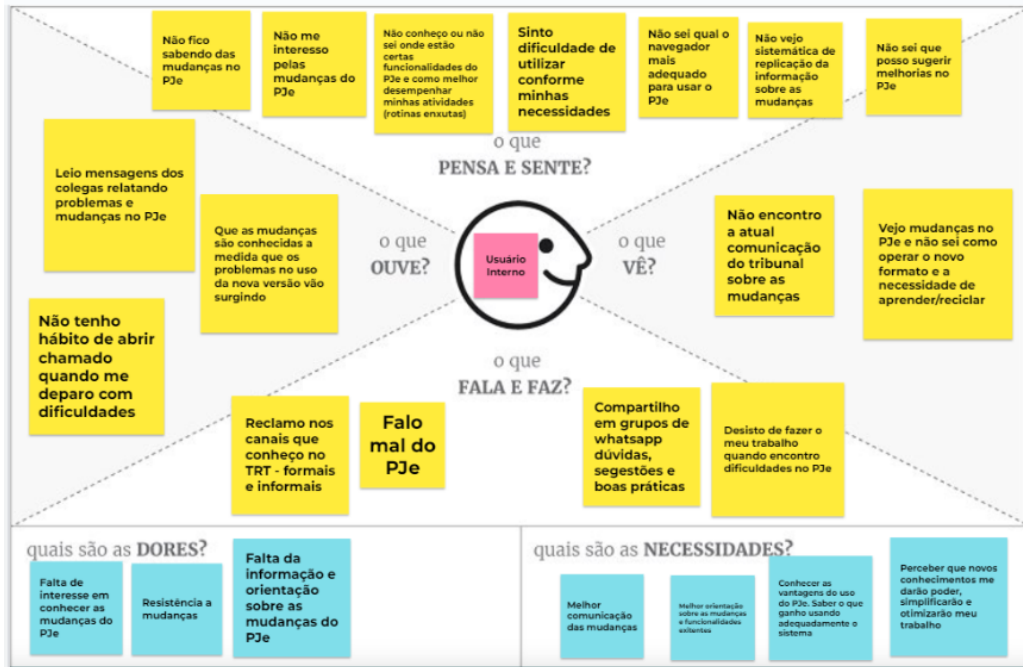 Não fico
sabendo das
mudanças no
PJe
Não me
interesso
pelas
mudanças do
PJe
Não conheço ou não
sei onde estão
certas
funcionalidades do
PJe e como melhor
desempenhar
minhas atividades
(rotinas enxutas)
Sinto
dificuldade de
utilizar
conforme
minhas
necessidades
Não sei qual o
navegador
mais
adequado
para usar o
PJe
Não vejo
sistemática de
replicação da
informação
sobre as
mudanças
Não sei que
posso sugerir
melhorias no
PJe
o que
PENSA E SENTE?
Leio mensagens dos
colegas relatando
problemas e
mudanças no PJe
Que as mudanças
são conhecidas a
medida que os
problemas no uso
da nova versão vão
surgindo
Não tenho
hábito de abrir
chamado
quando me
deparo com
dificuldades
o que
OUVE?
Usuário
Interno
o que
VÊ?
Não encontro
a atual
comunicação
do tribunal
sobre as
mudanças
Vejo mudanças no
PJe e não sei como
operar o novo
formato e a
necessidade de
aprender/reciclar
o que
FALA E FAZ?
Reclamo nos
canais que
conheço no
TRT - formais
e informais
Falo
mal do
PJe
Compartilho
em grupos de
whatsapp
dúvidas,
segestões e
boas práticas
Desisto de fazer o
meu trabalho
quando encontro
dificuldades no PJe
quais são as DORES?
Falta de
interesse em
conhecer as
mudanças do
PJe
Resistência a
mudanças
Falta da
informação e
orientação
sobre as
mudanças do
PJe
quais são as NECESSIDADES?
Melhor
comunicação
das mudanças
Melhor orientação
sobre as mudanças
e funcionalidades
exitentes
Conhecer as
vantagens do uso
do PJe. Saber o que
ganho usando
adequadamente o
sistema
Perceber que novos
conhecimentos me
darão poder,
simplificarão e
otimizarão meu
trabalho